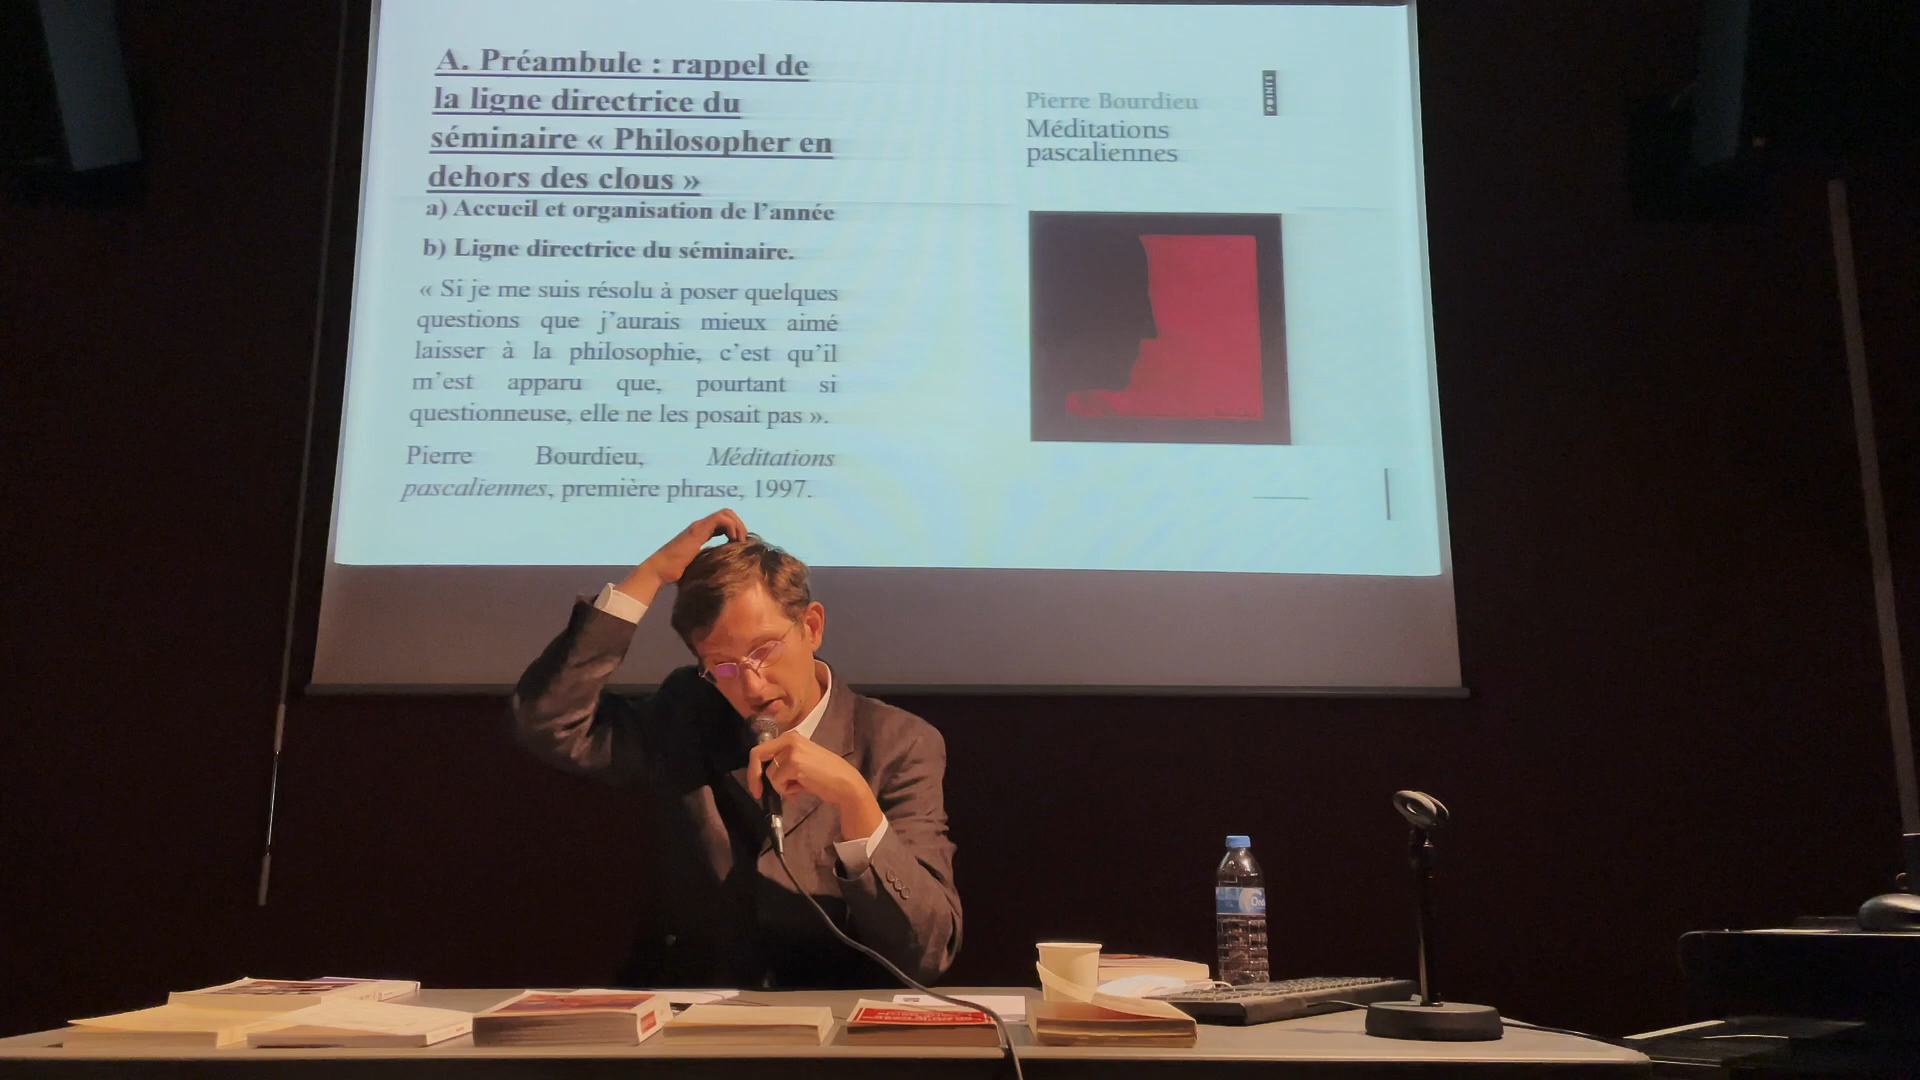 A. Préambule : rappel de
la ligne directrice du
séminaire « Philosopher en
dehors des clous »
a) Accueil et organisation de l'année
b) Ligne directrice du séminaire.
« Si je me suis résolu à poser quelques
questions que j'aurais mieux aimé
laisser à la philosophie, c'est qu'il
m'est apparu que, pourtant si
questionneuse, elle ne les posait pas ».
Pierre Bourdieu, Méditations
pascaliennes, première phrase, 1997.
Pierre Bourdieu
Méditations
pascaliennes
POINTS